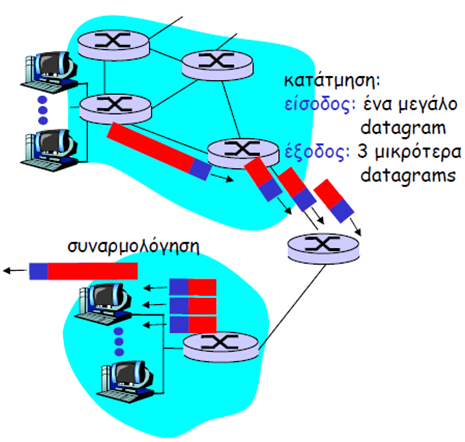 κατάτμηση:
είσοδος: ένα μεγάλο
datagram
έξοδος: 3 μικρότερα
datagrams
συναρμολόγηση